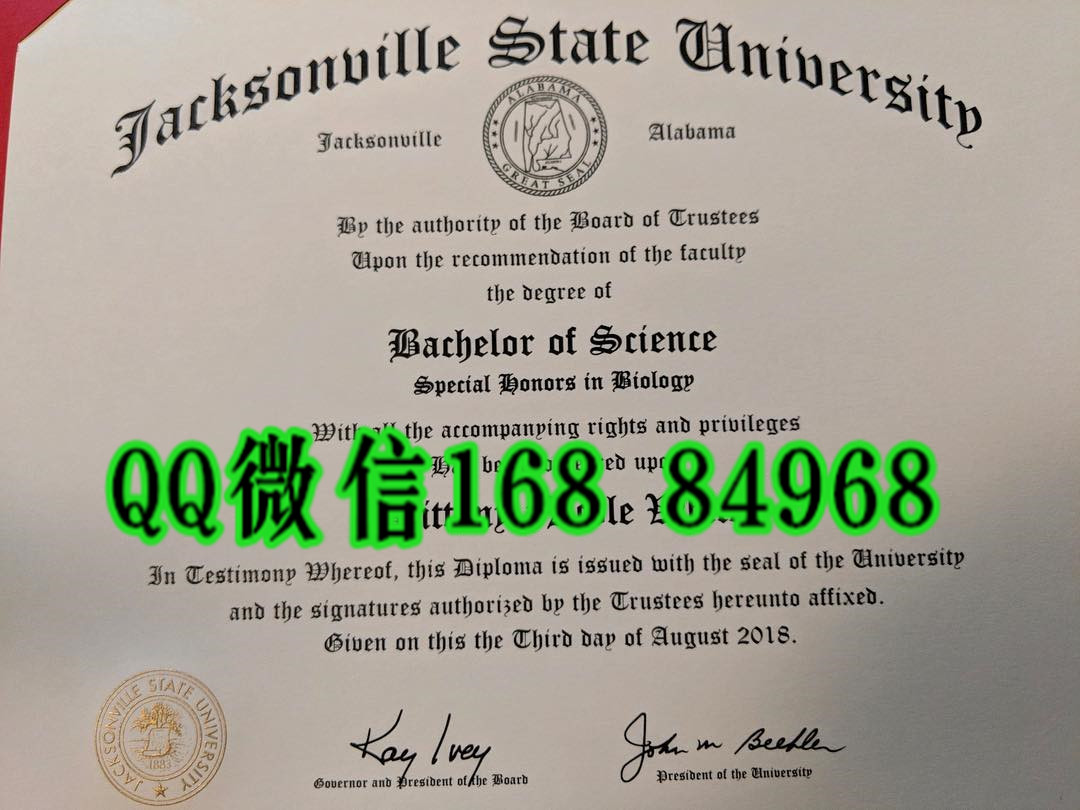 Jacksonville State University
Jacksonville
ALABAMA
GREAT SEAL
Alabama
By the authority of the Board of Trustees
Upon the recommendation of the faculty
the degree of
Bachelor of Science
Special Honors in Biology
With all the accompanying rights and privileges
QQ微信168 84968
In Testimony Whereof, this Diploma is issued with the seal of the University
and the signatures authorized by the Trustees hereunto affixed.
Given on this the Third day of August 2018.
JACKSONVILLE STATE UNIVERSITY
1883
Kay Ivey
Governor and President of the Board
John M Beehler
President of the University